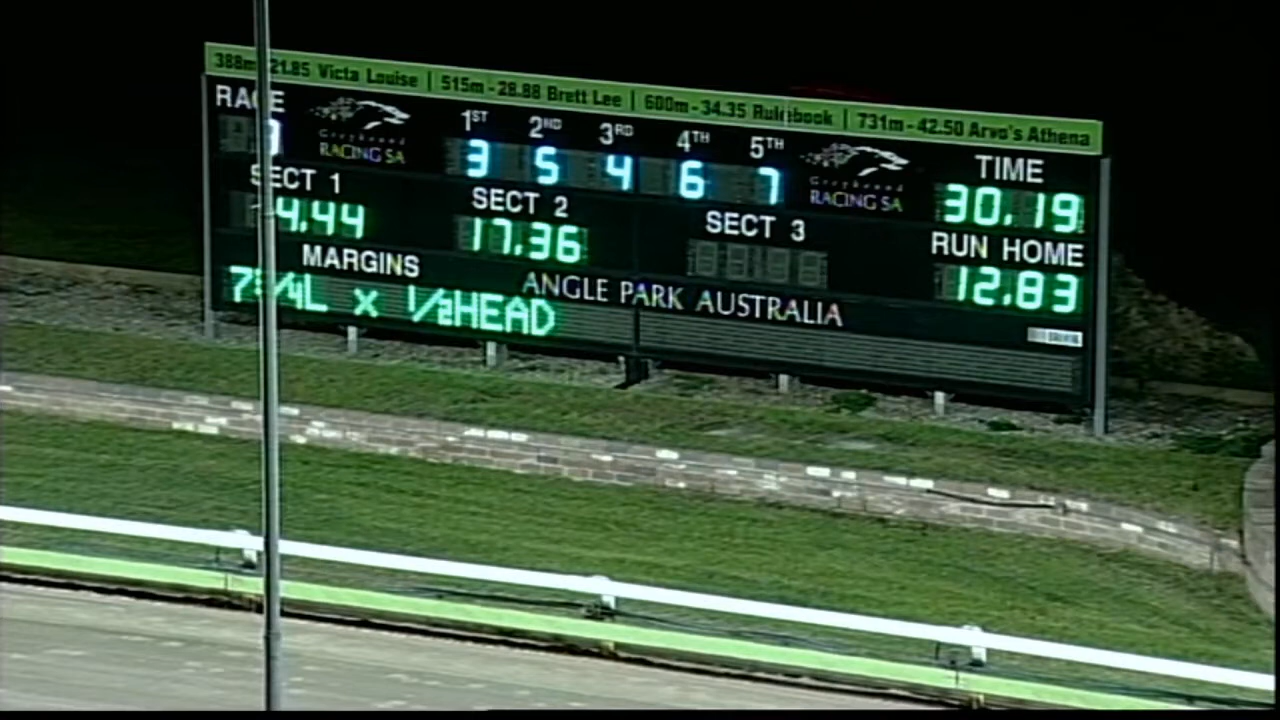 388m 21.85 Victa Louise | 515m - 28.88 Brett Lee | 600m - 34.35 Rulebook | 731m - 42.50 Arvo's Athena
RACE
Greyhound
RACING SA
1ST 2ND 3RD 4TH 5TH
3 5 4 6 7
Greyhound
RACING SA
TIME
30.19
SECT 1
4.44
SECT 2
17.36
SECT 3
RUN HOME
12.83
MARGINS
ANGLE PARK AUSTRALIA
/4L x 1/2HEAD